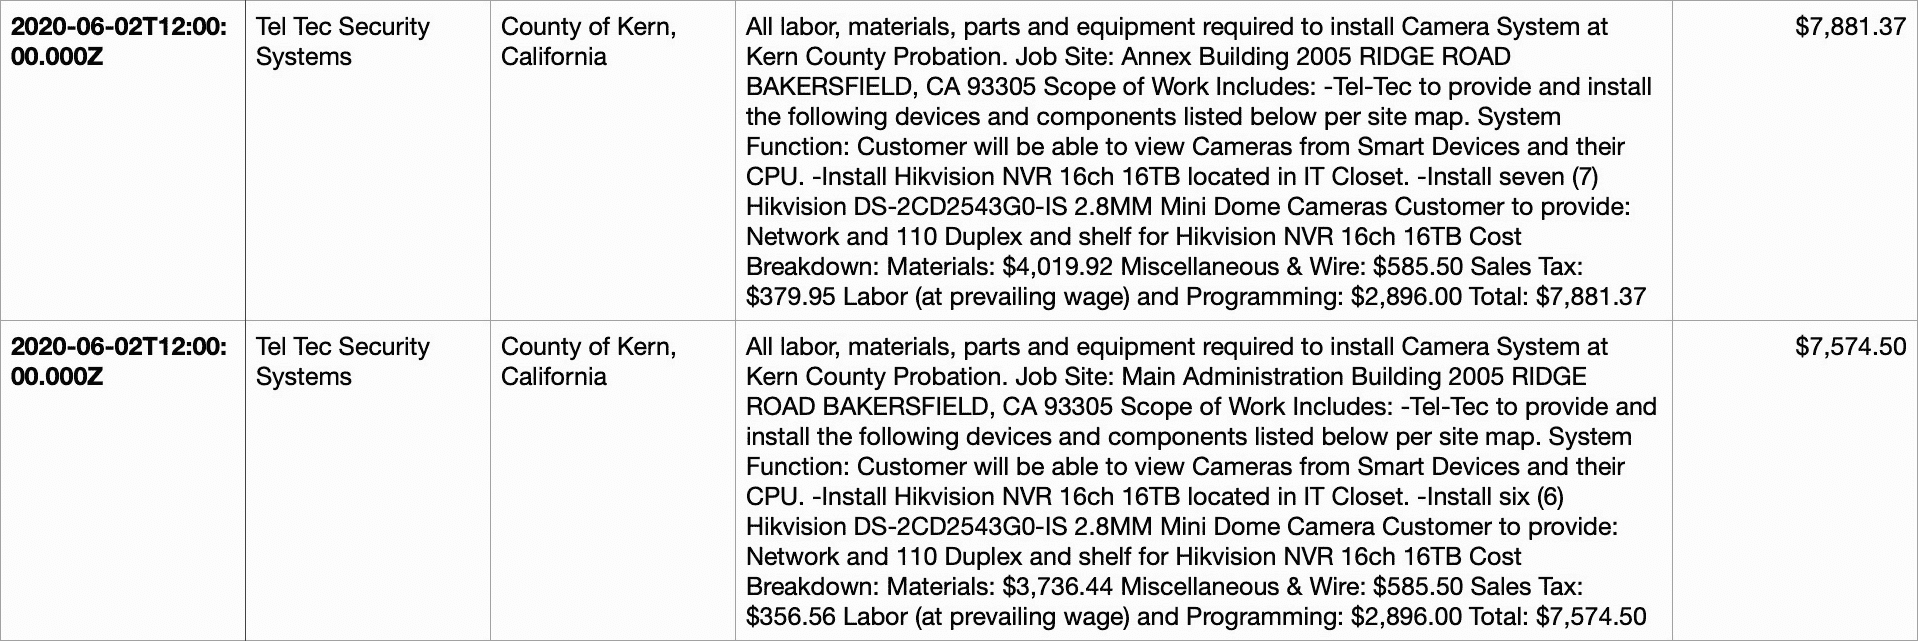 2020-06-02T12:00:
00.000Z
Tel Tec Security
Systems
County of Kern,
California
All labor, materials, parts and equipment required to install Camera System at
Kern County Probation. Job Site: Annex Building 2005 RIDGE ROAD
BAKERSFIELD, CA 93305 Scope of Work Includes: -Tel-Tec to provide and install
the following devices and components listed below per site map. System
Function: Customer will be able to view Cameras from Smart Devices and their
CPU. -Install Hikvision NVR 16ch 16TB located in IT Closet. -Install seven (7)
Hikvision DS-2CD2543G0-IS 2.8MM Mini Dome Cameras Customer to provide:
Network and 110 Duplex and shelf for Hikvision NVR 16ch 16TB Cost
Breakdown: Materials: $4,019.92 Miscellaneous & Wire: $585.50 Sales Tax:
$379.95 Labor (at prevailing wage) and Programming: $2,896.00 Total: $7,881.37
$7,881.37
2020-06-02T12:00:
00.000Z
Tel Tec Security
Systems
County of Kern,
California
All labor, materials, parts and equipment required to install Camera System at
Kern County Probation. Job Site: Main Administration Building 2005 RIDGE
ROAD BAKERSFIELD, CA 93305 Scope of Work Includes: -Tel-Tec to provide and
install the following devices and components listed below per site map. System
Function: Customer will be able to view Cameras from Smart Devices and their
CPU. -Install Hikvision NVR 16ch 16TB located in IT Closet. -Install six (6)
Hikvision DS-2CD2543G0-IS 2.8MM Mini Dome Camera Customer to provide:
Network and 110 Duplex and shelf for Hikvision NVR 16ch 16TB Cost
Breakdown: Materials: $3,736.44 Miscellaneous & Wire: $585.50 Sales Tax:
$356.56 Labor (at prevailing wage) and Programming: $2,896.00 Total: $7,574.50
$7,574.50